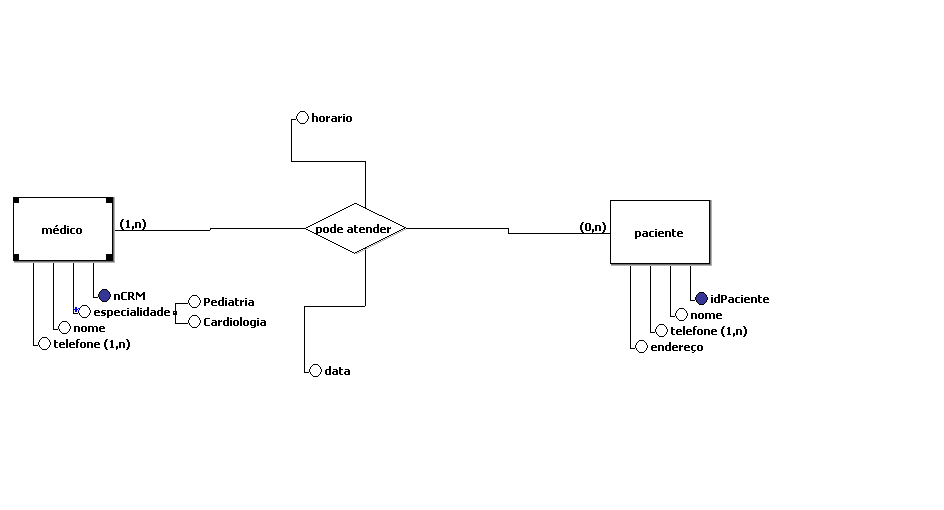 horario
médico
(1,n)
pode atender
(0,n)
paciente
nCRM
especialidade
Pediatria
Cardiologia
nome
telefone (1,n)
idPaciente
nome
telefone (1,n)
endereço
data